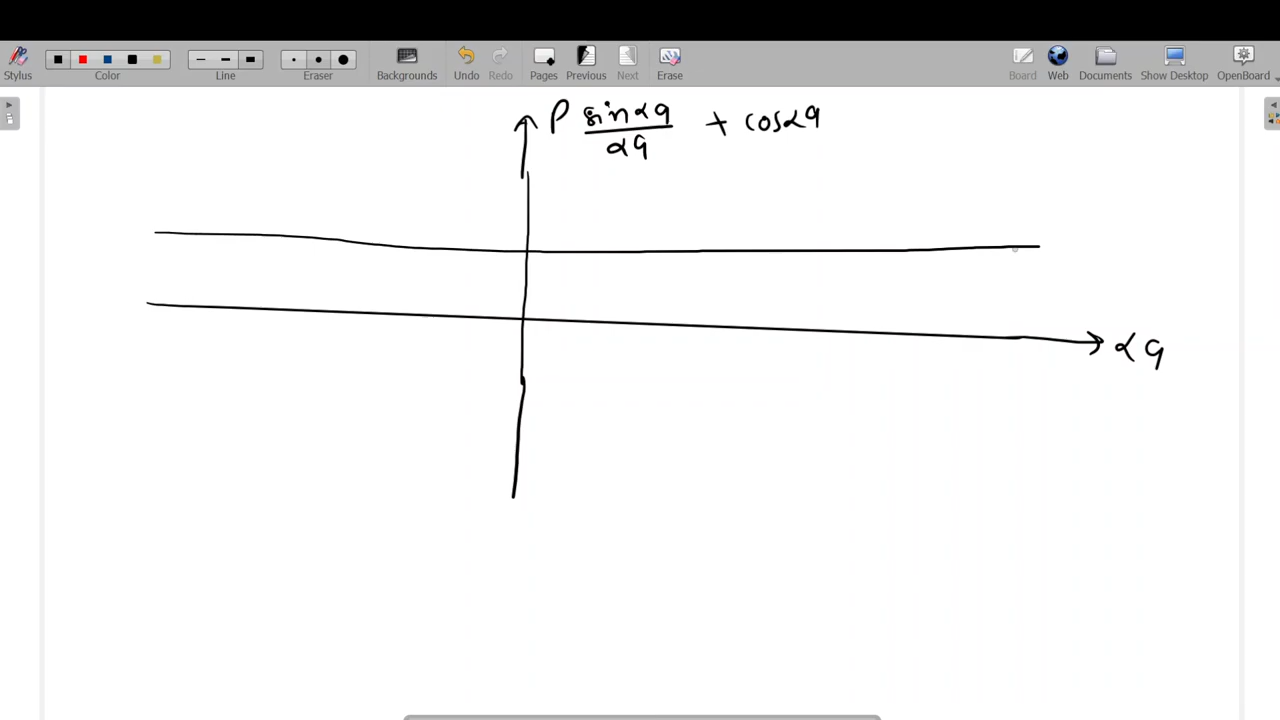 Stylus Color Line Eraser Backgrounds Undo Redo Pages Previous Next Erase Board Web Documents Show Desktop OpenBoard
P sinαa/αa + cosαa
αa